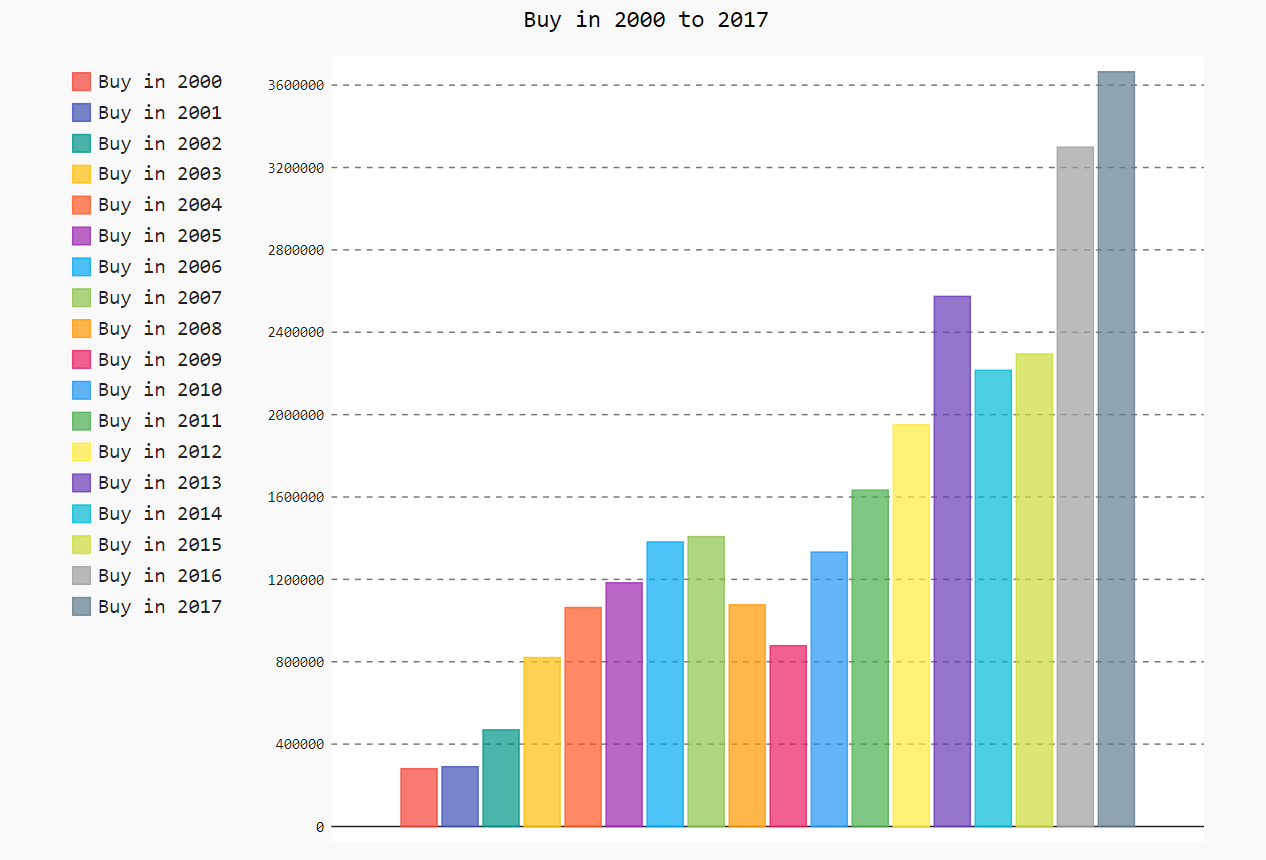 Buy in 2000 to 2017
Buy in 2000
Buy in 2001
Buy in 2002
Buy in 2003
Buy in 2004
Buy in 2005
Buy in 2006
Buy in 2007
Buy in 2008
Buy in 2009
Buy in 2010
Buy in 2011
Buy in 2012
Buy in 2013
Buy in 2014
Buy in 2015
Buy in 2016
Buy in 2017
3600000
3200000
2800000
2400000
2000000
1600000
1200000
800000
400000
0